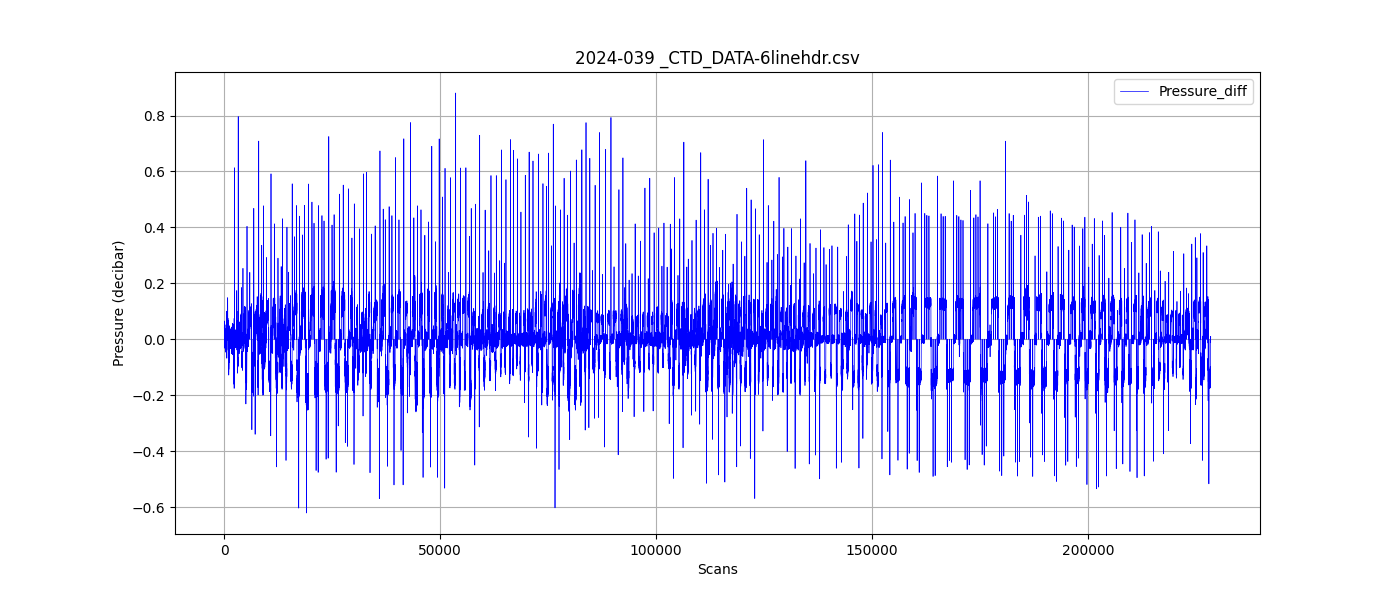 2024-039 _CTD_DATA-6linehdr.csv
Pressure_diff
Pressure (decibar)
0.8
0.6
0.4
0.2
0.0
−0.2
−0.4
−0.6
0 50000 100000 150000 200000
Scans